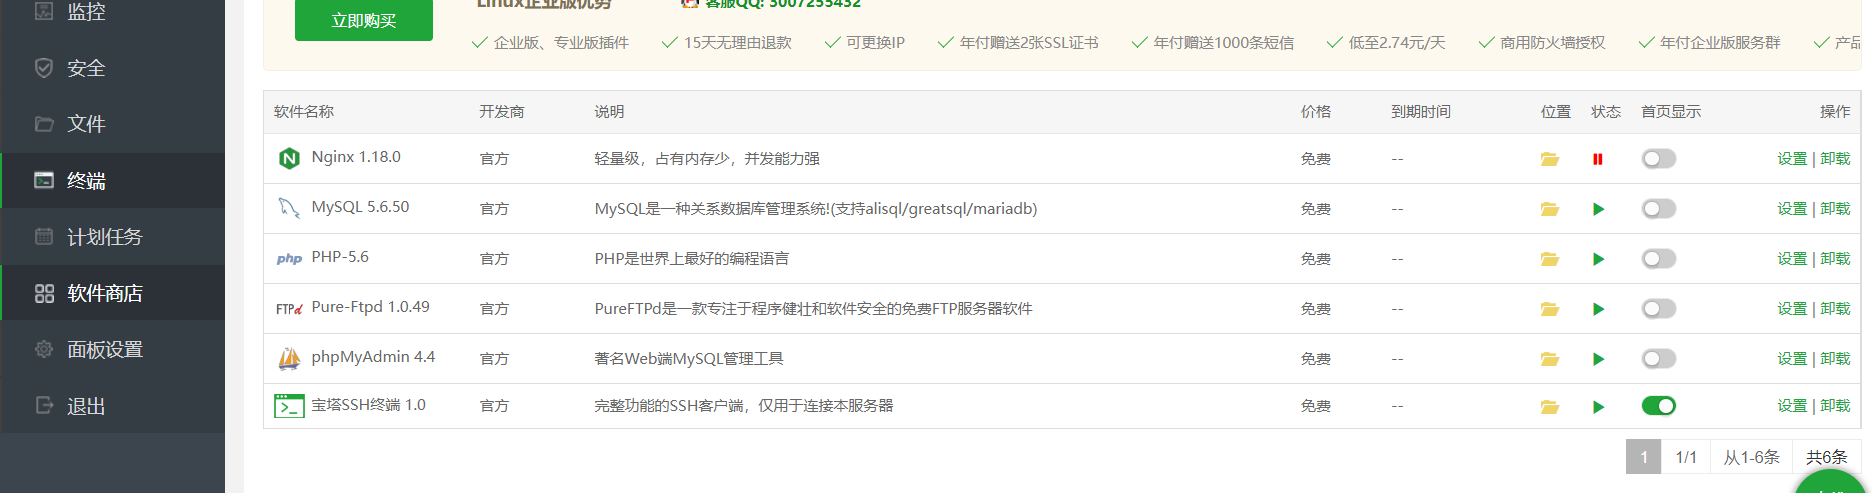 监控
安全
文件
终端
计划任务
软件商店
面板设置
退出
立即购买
Linux企业版优势 客服QQ: 3007255432
企业版、专业版插件 15天无理由退款 可更换IP 年付赠送2张SSL证书 年付赠送1000条短信 低至2.74元/天 商用防火墙授权 年付企业版服务群 产品
软件名称 开发商 说明 价格 到期时间 位置 状态 首页显示 操作
Nginx 1.18.0 官方 轻量级，占有内存少，并发能力强 免费 -- 设置 | 卸载
MySQL 5.6.50 官方 MySQL是一种关系数据库管理系统!(支持alisql/greatsql/mariadb) 免费 -- 设置 | 卸载
php PHP-5.6 官方 PHP是世界上最好的编程语言 免费 -- 设置 | 卸载
FTPd Pure-Ftpd 1.0.49 官方 PureFTPd是一款专注于程序健壮和软件安全的免费FTP服务器软件 免费 -- 设置 | 卸载
phpMyAdmin 4.4 官方 著名Web端MySQL管理工具 免费 -- 设置 | 卸载
宝塔SSH终端 1.0 官方 完整功能的SSH客户端，仅用于连接本服务器 免费 -- 设置 | 卸载
1 1/1 从1-6条 共6条